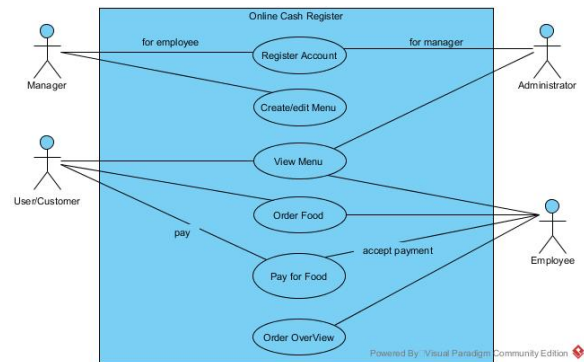 Online Cash Register
for employee
for manager
Register Account
Manager
Administrator
Create/edit Menu
View Menu
User/Customer
Order Food
pay
accept payment
Employee
Pay for Food
Order OverView
Powered By Visual Paradigm Community Edition